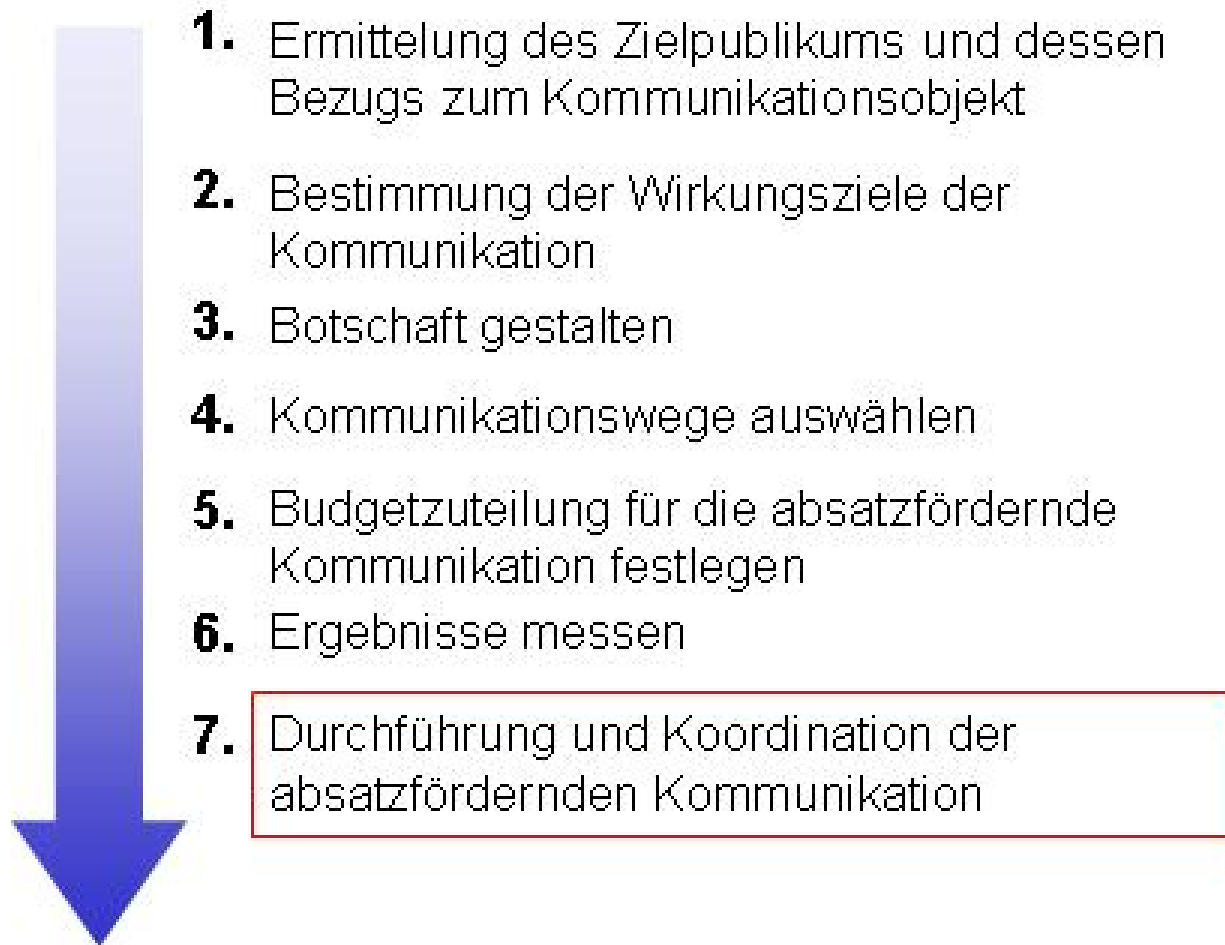 1. Ermittelung des Zielpublikums und dessen
Bezugs zum Kommunikationsobjekt
2. Bestimmung der Wirkungsziele der
Kommunikation
3. Botschaft gestalten
4. Kommunikationswege auswählen
5. Budgetzuteilung für die absatzfördernde
Kommunikation festlegen
6. Ergebnisse messen
7. Durchführung und Koordination der
absatzfördernden Kommunikation